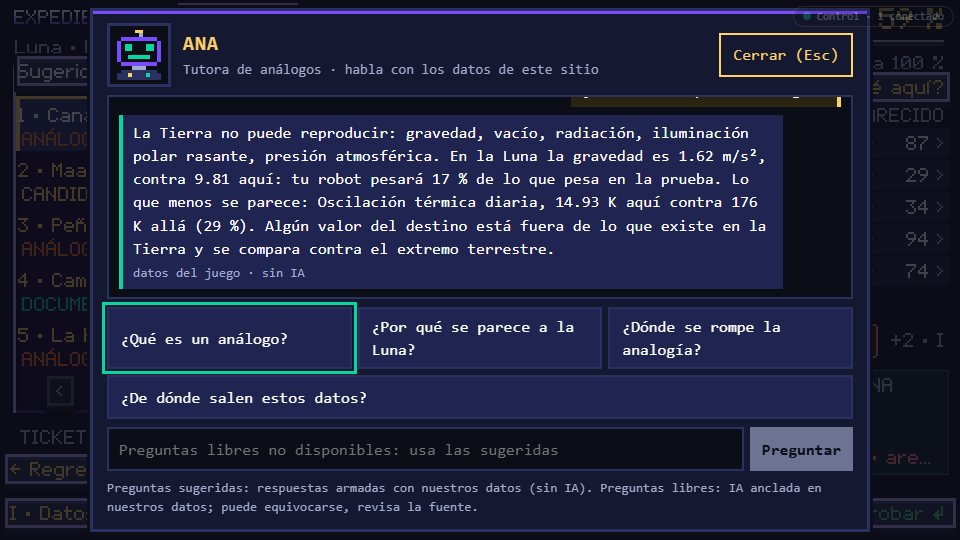 EXPEDIE
Control · 1 conectado
59 %
Luna · 
a 100 %
Sugerid
é aquí?
ANA
Tutora de análogos · habla con los datos de este sitio
Cerrar (Esc)
1 · Cana
ANÁLOG
2 · Maa
CANDID
3 · Peñ
ANÁLOG
4 · Cam
DOCUME
5 · La 
ANÁLOG
<
RECIDO
87 >
29 >
34 >
94 >
74 >
+2 · I
NA
· are…
La Tierra no puede reproducir: gravedad, vacío, radiación, iluminación
polar rasante, presión atmosférica. En la Luna la gravedad es 1.62 m/s²,
contra 9.81 aquí: tu robot pesará 17 % de lo que pesa en la prueba. Lo
que menos se parece: Oscilación térmica diaria, 14.93 K aquí contra 176
K allá (29 %). Algún valor del destino está fuera de lo que existe en la
Tierra y se compara contra el extremo terrestre.
datos del juego · sin IA
¿Qué es un análogo?
¿Por qué se parece a la
Luna?
¿Dónde se rompe la
analogía?
¿De dónde salen estos datos?
Preguntas libres no disponibles: usa las sugeridas
Preguntar
Preguntas sugeridas: respuestas armadas con nuestros datos (sin IA). Preguntas libres: IA anclada en
nuestros datos; puede equivocarse, revisa la fuente.
TICKET
← Regre
I · Dato
robar ↲